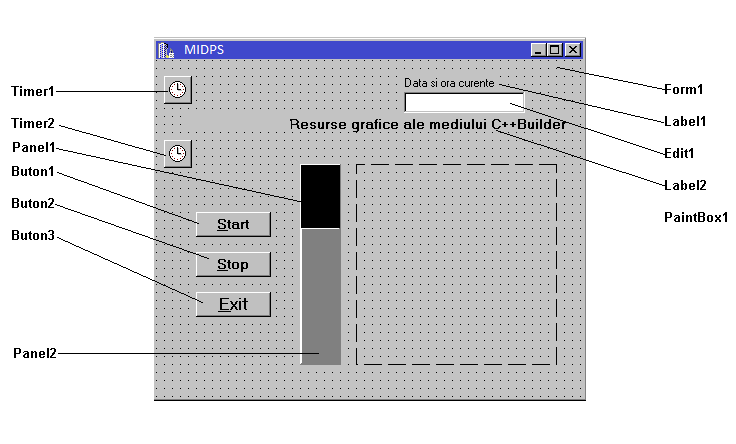 MIDPS
Timer1
Timer2
Panel1
Buton1
Buton2
Buton3
Panel2
Data si ora curente
Resurse grafice ale mediului C++Builder
Start
Stop
Exit
Form1
Label1
Edit1
Label2
PaintBox1